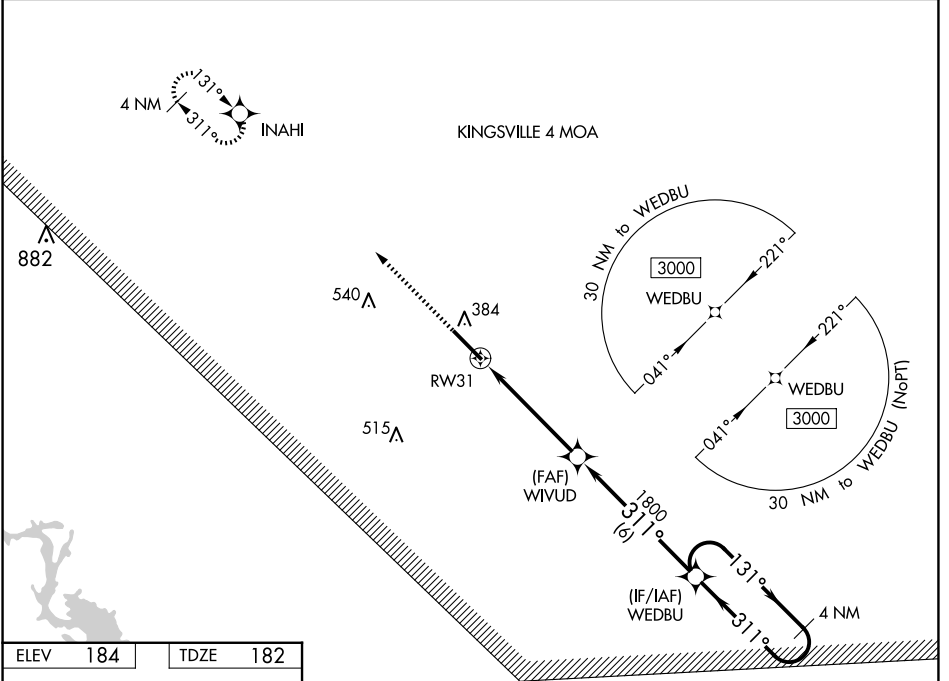 131°
4 NM
311°
INAHI
KINGSVILLE 4 MOA
882
540
384
RW31
515
30 NM to WEDBU
3000
WEDBU
221°
041°
221°
WEDBU
3000
041°
30 NM to WEDBU (NoPT)
(FAF)
WIVUD
1800
311°
(6)
(IF/IAF)
WEDBU
131°
4 NM
311°
ELEV 184
TDZE 182